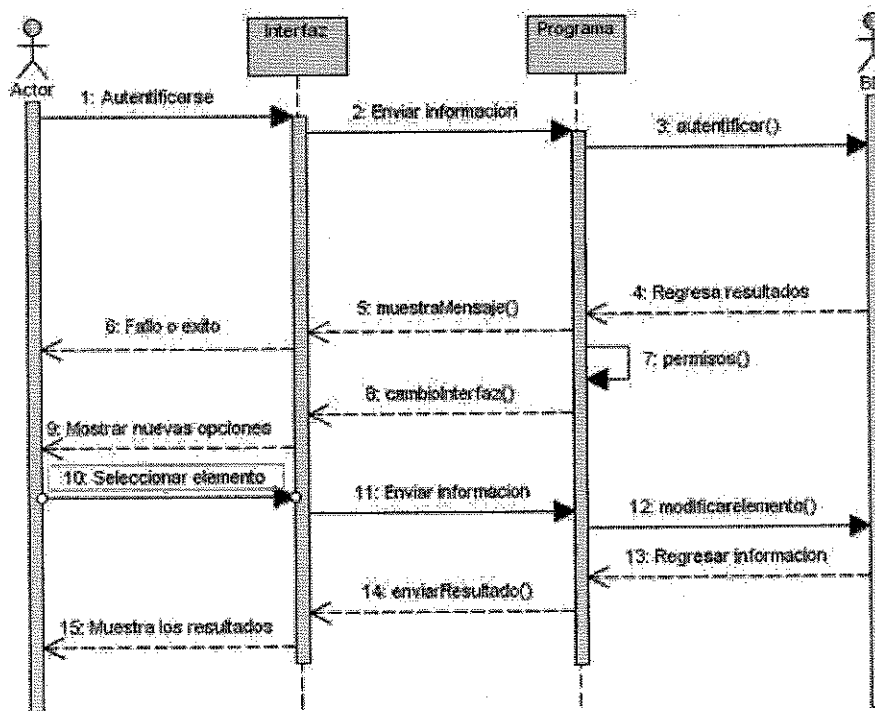 Interfaz
Programa
Actor
1: Autentificarse
2: Enviar informacion
3: autentificar()
4: Regresa resultados
5: muestraMensaje()
6: Fallo o exito
7: permisos()
8: cambioInterfaz()
9: Mostrar nuevas opciones
10: Seleccionar elemento
11: Enviar informacion
12: modificarelemento()
13: Regresar informacion
14: enviarResultado()
15: Muestra los resultados